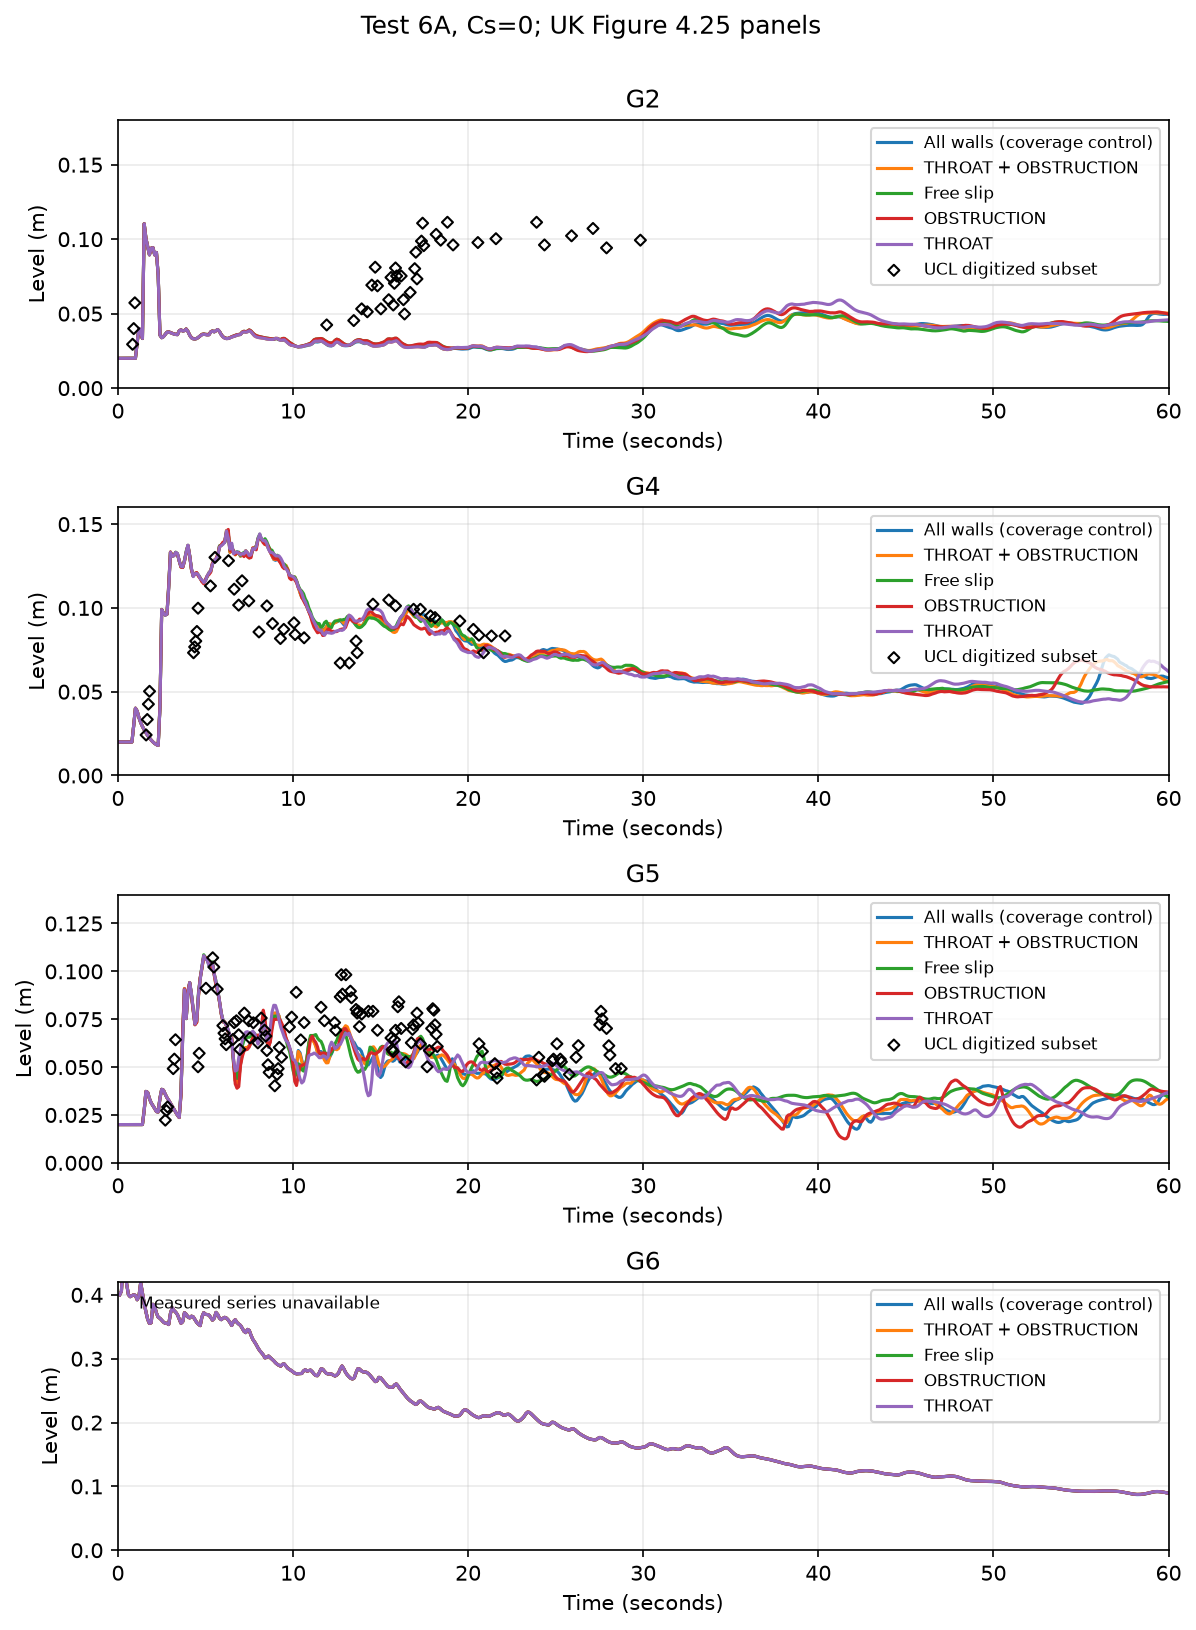 Test 6A, Cs=0; UK Figure 4.25 panels
G2
Level (m)
0.15
0.10
0.05
0.00
All walls (coverage control)
THROAT + OBSTRUCTION
Free slip
OBSTRUCTION
THROAT
UCL digitized subset
0 10 20 30 40 50 60
Time (seconds)
G4
Level (m)
0.15
0.10
0.05
0.00
All walls (coverage control)
THROAT + OBSTRUCTION
Free slip
OBSTRUCTION
THROAT
UCL digitized subset
0 10 20 30 40 50 60
Time (seconds)
G5
Level (m)
0.125
0.100
0.075
0.050
0.025
0.000
All walls (coverage control)
THROAT + OBSTRUCTION
Free slip
OBSTRUCTION
THROAT
UCL digitized subset
0 10 20 30 40 50 60
Time (seconds)
G6
Level (m)
0.4
0.3
0.2
0.1
0.0
Measured series unavailable
All walls (coverage control)
THROAT + OBSTRUCTION
Free slip
OBSTRUCTION
THROAT
0 10 20 30 40 50 60
Time (seconds)